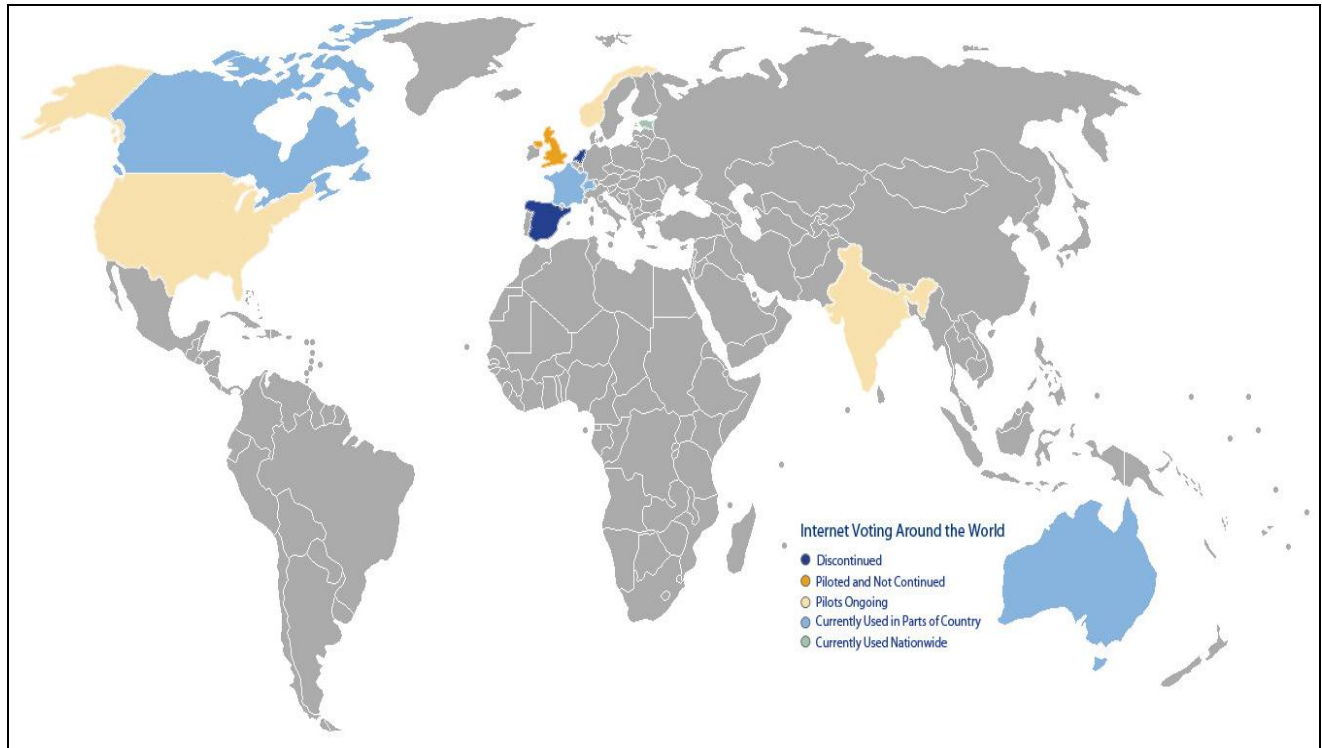 Internet Voting Around the World
Discontinued
Piloted and Not Continued
Pilots Ongoing
Currently Used in Parts of Country
Currently Used Nationwide